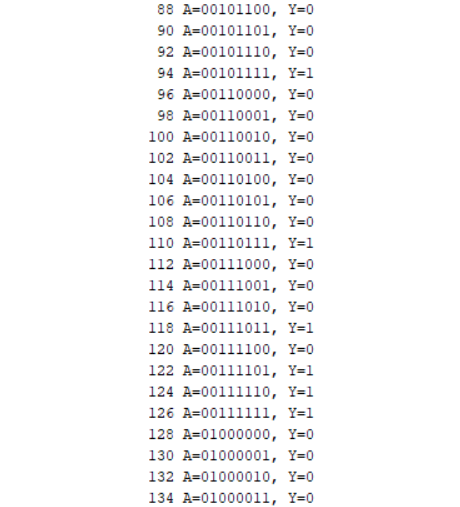 88 A=00101100, Y=0
90 A=00101101, Y=0
92 A=00101110, Y=0
94 A=00101111, Y=1
96 A=00110000, Y=0
98 A=00110001, Y=0
100 A=00110010, Y=0
102 A=00110011, Y=0
104 A=00110100, Y=0
106 A=00110101, Y=0
108 A=00110110, Y=0
110 A=00110111, Y=1
112 A=00111000, Y=0
114 A=00111001, Y=0
116 A=00111010, Y=0
118 A=00111011, Y=1
120 A=00111100, Y=0
122 A=00111101, Y=1
124 A=00111110, Y=1
126 A=00111111, Y=1
128 A=01000000, Y=0
130 A=01000001, Y=0
132 A=01000010, Y=0
134 A=01000011, Y=0